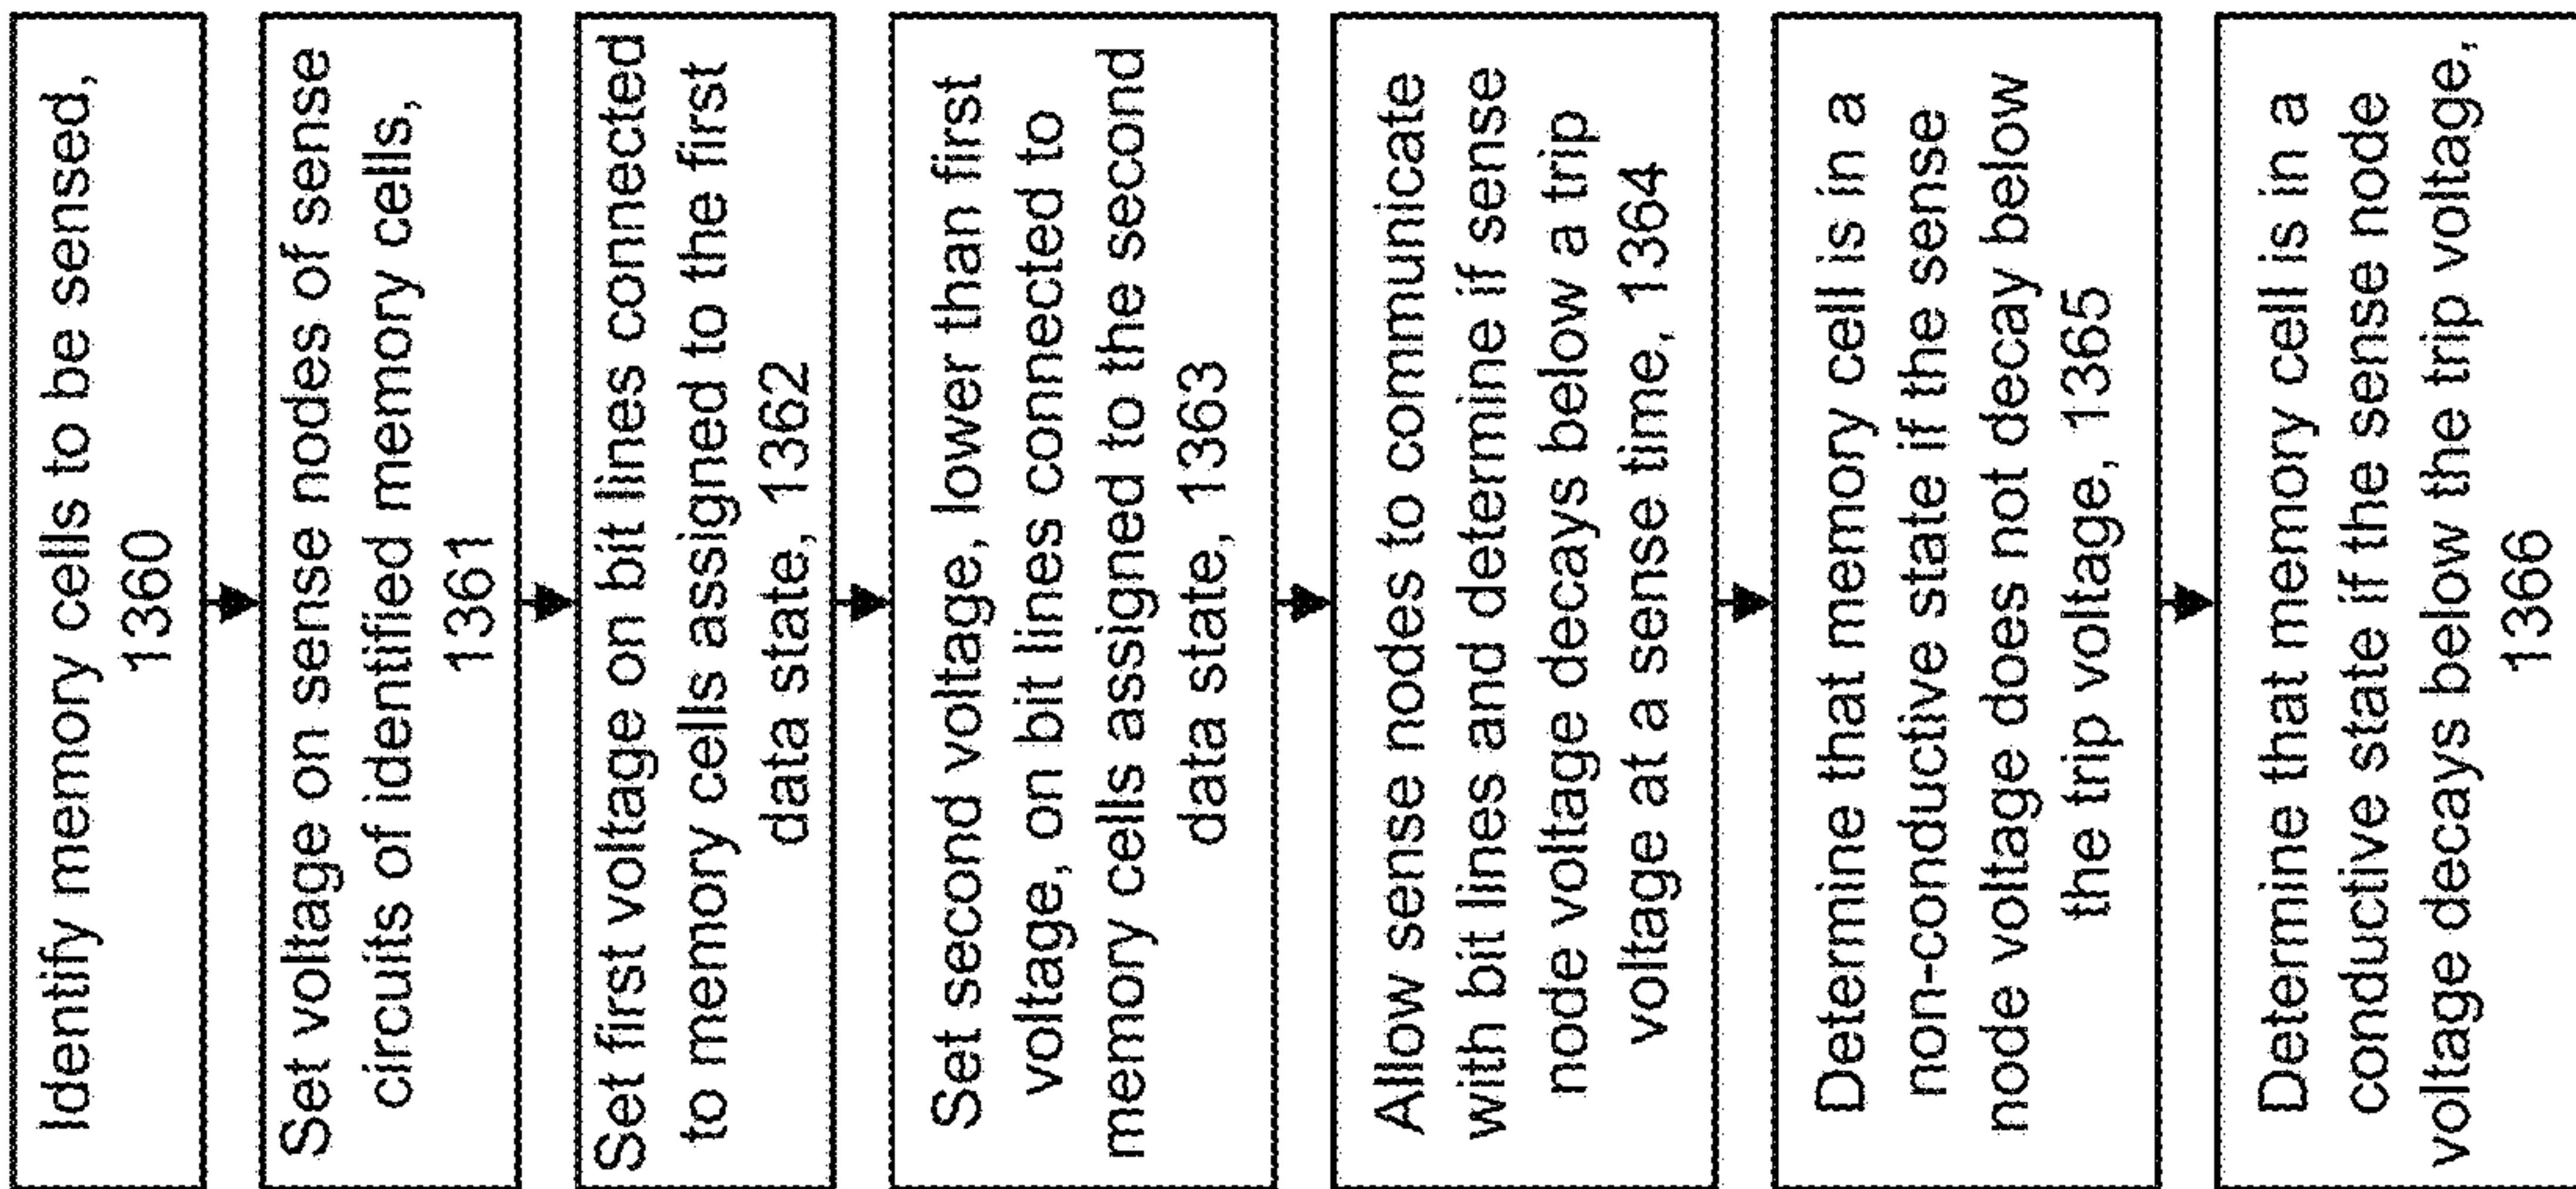 Identify memory cells to be sensed,
1360
Set voltage on sense nodes of sense
circuits of identified memory cells,
1361
Set first voltage on bit lines connected
to memory cells assigned to the first
data state, 1362
Set second voltage, lower than first
voltage, on bit lines connected to
memory cells assigned to the second
data state, 1363
Allow sense nodes to communicate
with bit lines and determine if sense
node voltage decays below a trip
voltage at a sense time, 1364
Determine that memory cell is in a
non-conductive state if the sense
node voltage does not decay below
the trip voltage, 1365
Determine that memory cell is in a
conductive state if the sense node
voltage decays below the trip voltage,
1366